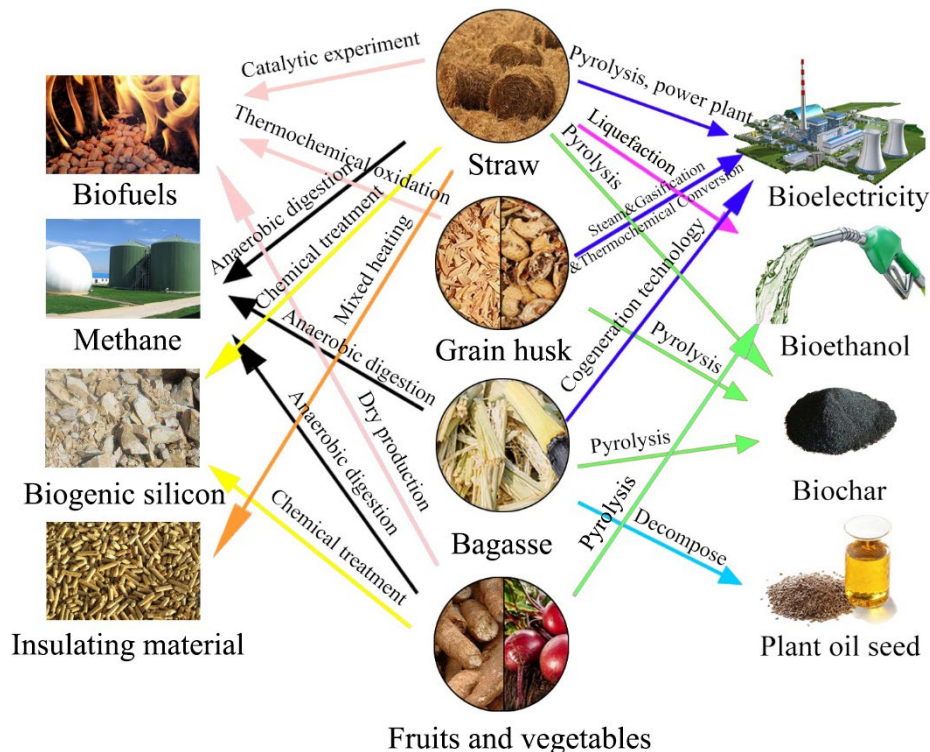 Catalytic experiment
Pyrolysis, power plant
Thermochemical oxidation
Liquefaction
Pyrolysis
Straw
Biofuels
Bioelectricity
Anaerobic digestion
Chemical treatment
Mixed heating
Steam&Gasification
&Thermochemical Conversion
Cogeneration technology
Methane
Grain husk
Bioethanol
Anaerobic digestion
Pyrolysis
Anaerobic digestion
Dry production
Pyrolysis
Biogenic silicon
Biochar
Bagasse
Pyrolysis
Decompose
Chemical treatment
Insulating material
Plant oil seed
Fruits and vegetables